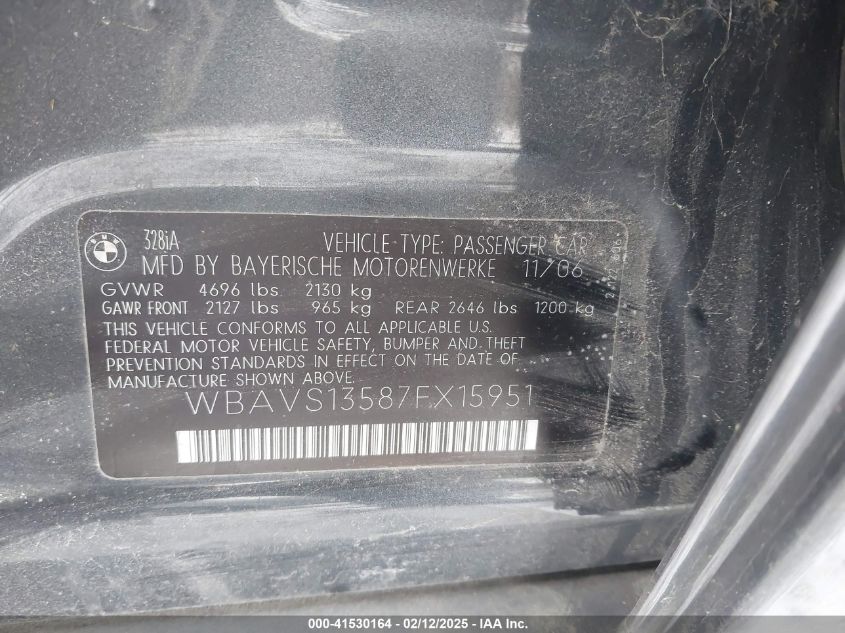 BMW
328iA VEHICLE TYPE: PASSENGER CAR
MFD BY BAYERISCHE MOTORENWERKE 11/06
GVWR 4696 lbs. 2130 kg
GAWR FRONT 2127 lbs 965 kg REAR 2646 lbs 1200 kg
THIS VEHICLE CONFORMS TO ALL APPLICABLE U.S.
FEDERAL MOTOR VEHICLE SAFETY, BUMPER AND THEFT
PREVENTION STANDARDS IN EFFECT ON THE DATE OF
MANUFACTURE SHOWN ABOVE.
WBAVS13587FX15951
000-41530164 - 02/12/2025 - IAA Inc.